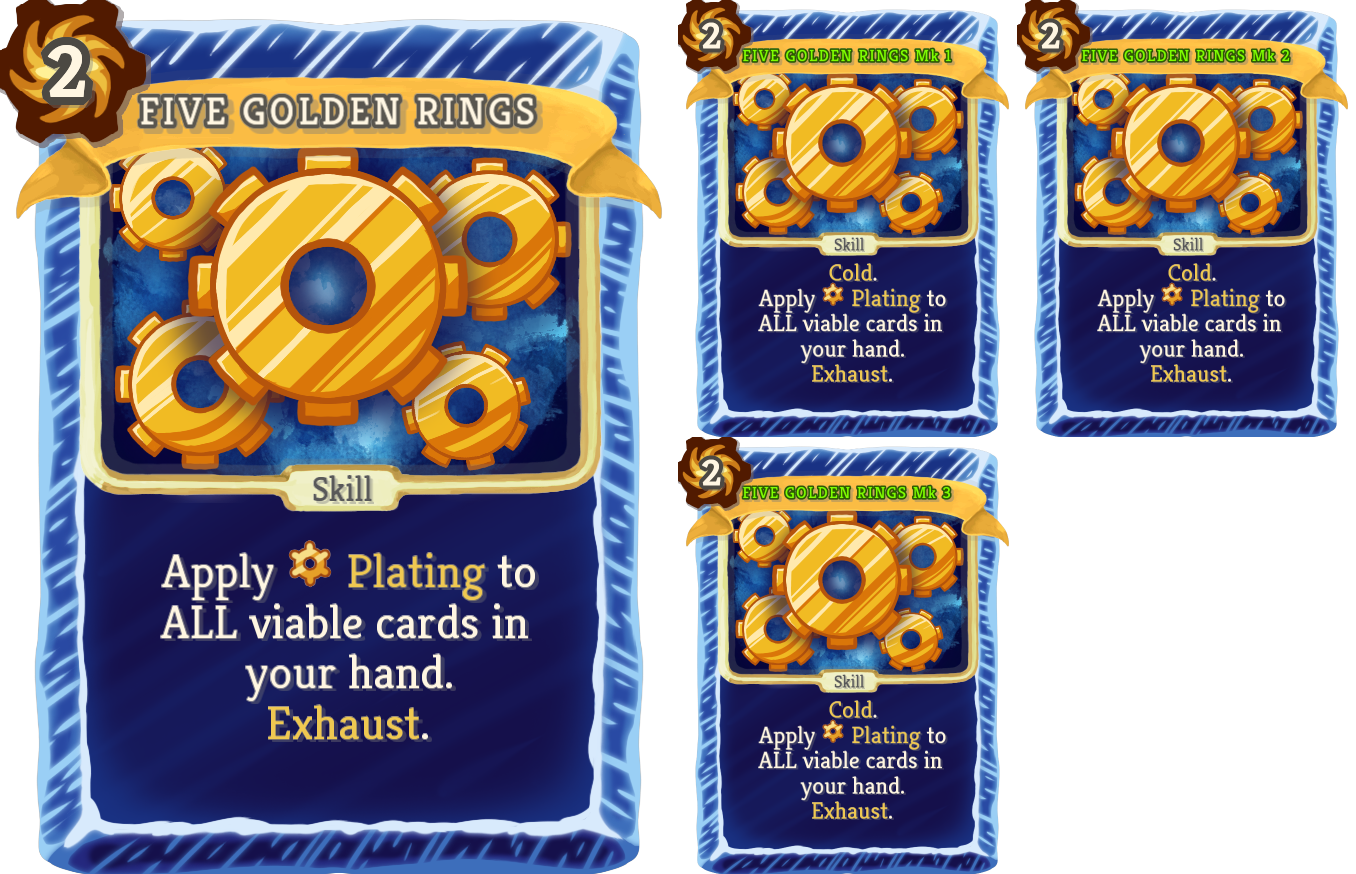 2
FIVE GOLDEN RINGS
Skill
Apply Plating to
ALL viable cards in
your hand.
Exhaust.
2
FIVE GOLDEN RINGS Mk 1
Skill
Cold.
Apply Plating to
ALL viable cards in
your hand.
Exhaust.
2
FIVE GOLDEN RINGS Mk 2
Skill
Cold.
Apply Plating to
ALL viable cards in
your hand.
Exhaust.
2
FIVE GOLDEN RINGS Mk 3
Skill
Cold.
Apply Plating to
ALL viable cards in
your hand.
Exhaust.